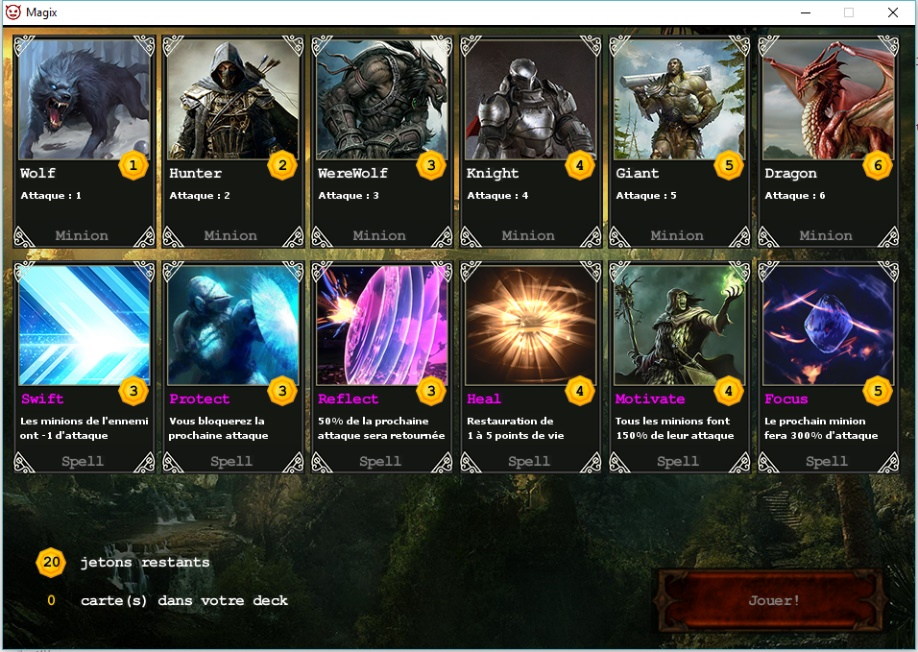 Magix
1 2 3 4 5 6
Wolf Hunter WereWolf Knight Giant Dragon
Attaque : 1 Attaque : 2 Attaque : 3 Attaque : 4 Attaque : 5 Attaque : 6
Minion Minion Minion Minion Minion Minion
3 3 3 4 4 5
Swift Protect Reflect Heal Motivate Focus
Les minions de l'ennemi Vous bloquerez la 50% de la prochaine Restauration de Tous les minions font Le prochain minion
ont -1 d'attaque prochaine attaque attaque sera retournée 1 à 5 points de vie 150% de leur attaque fera 300% d'attaque
Spell Spell Spell Spell Spell Spell
20 jetons restants
0 carte(s) dans votre deck
Jouer!